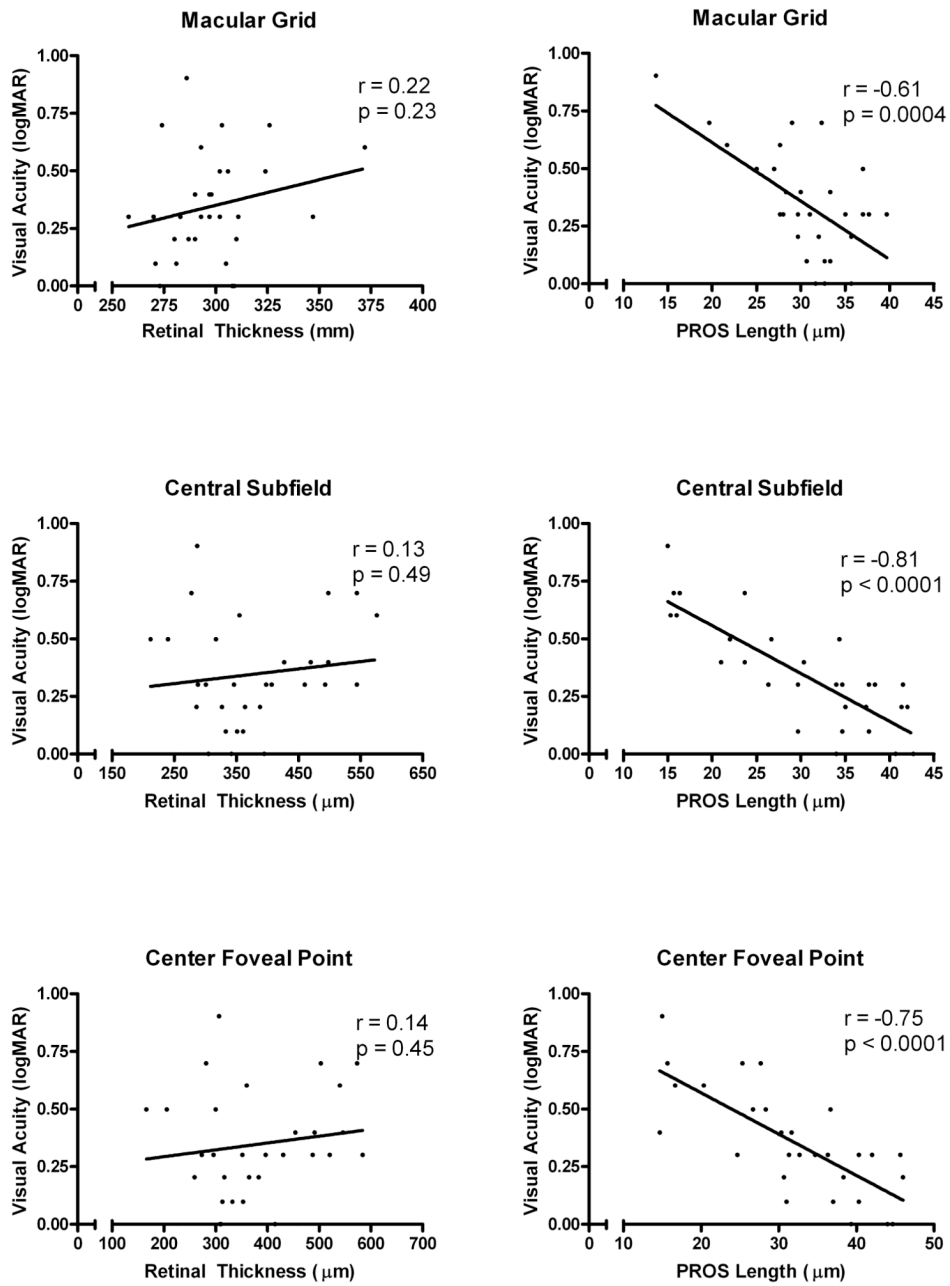 Macular Grid
Visual Acuity (logMAR)
1.00
0.75
0.50
0.25
0.00
r = 0.22
p = 0.23
0 250 275 300 325 350 375 400
Retinal Thickness (mm)
Macular Grid
Visual Acuity (logMAR)
1.00
0.75
0.50
0.25
0.00
r = -0.61
p = 0.0004
0 10 15 20 25 30 35 40 45
PROS Length ( μm)
Central Subfield
Visual Acuity (logMAR)
1.00
0.75
0.50
0.25
0.00
r = 0.13
p = 0.49
0 150 250 350 450 550 650
Retinal Thickness ( μm)
Central Subfield
Visual Acuity (logMAR)
1.00
0.75
0.50
0.25
0.00
r = -0.81
p < 0.0001
0 10 15 20 25 30 35 40 45
PROS Length ( μm)
Center Foveal Point
Visual Acuity (logMAR)
1.00
0.75
0.50
0.25
0.00
r = 0.14
p = 0.45
0 100 200 300 400 500 600 700
Retinal Thickness ( μm)
Center Foveal Point
Visual Acuity (logMAR)
1.00
0.75
0.50
0.25
0.00
r = -0.75
p < 0.0001
0 10 20 30 40 50
PROS Length ( μm)